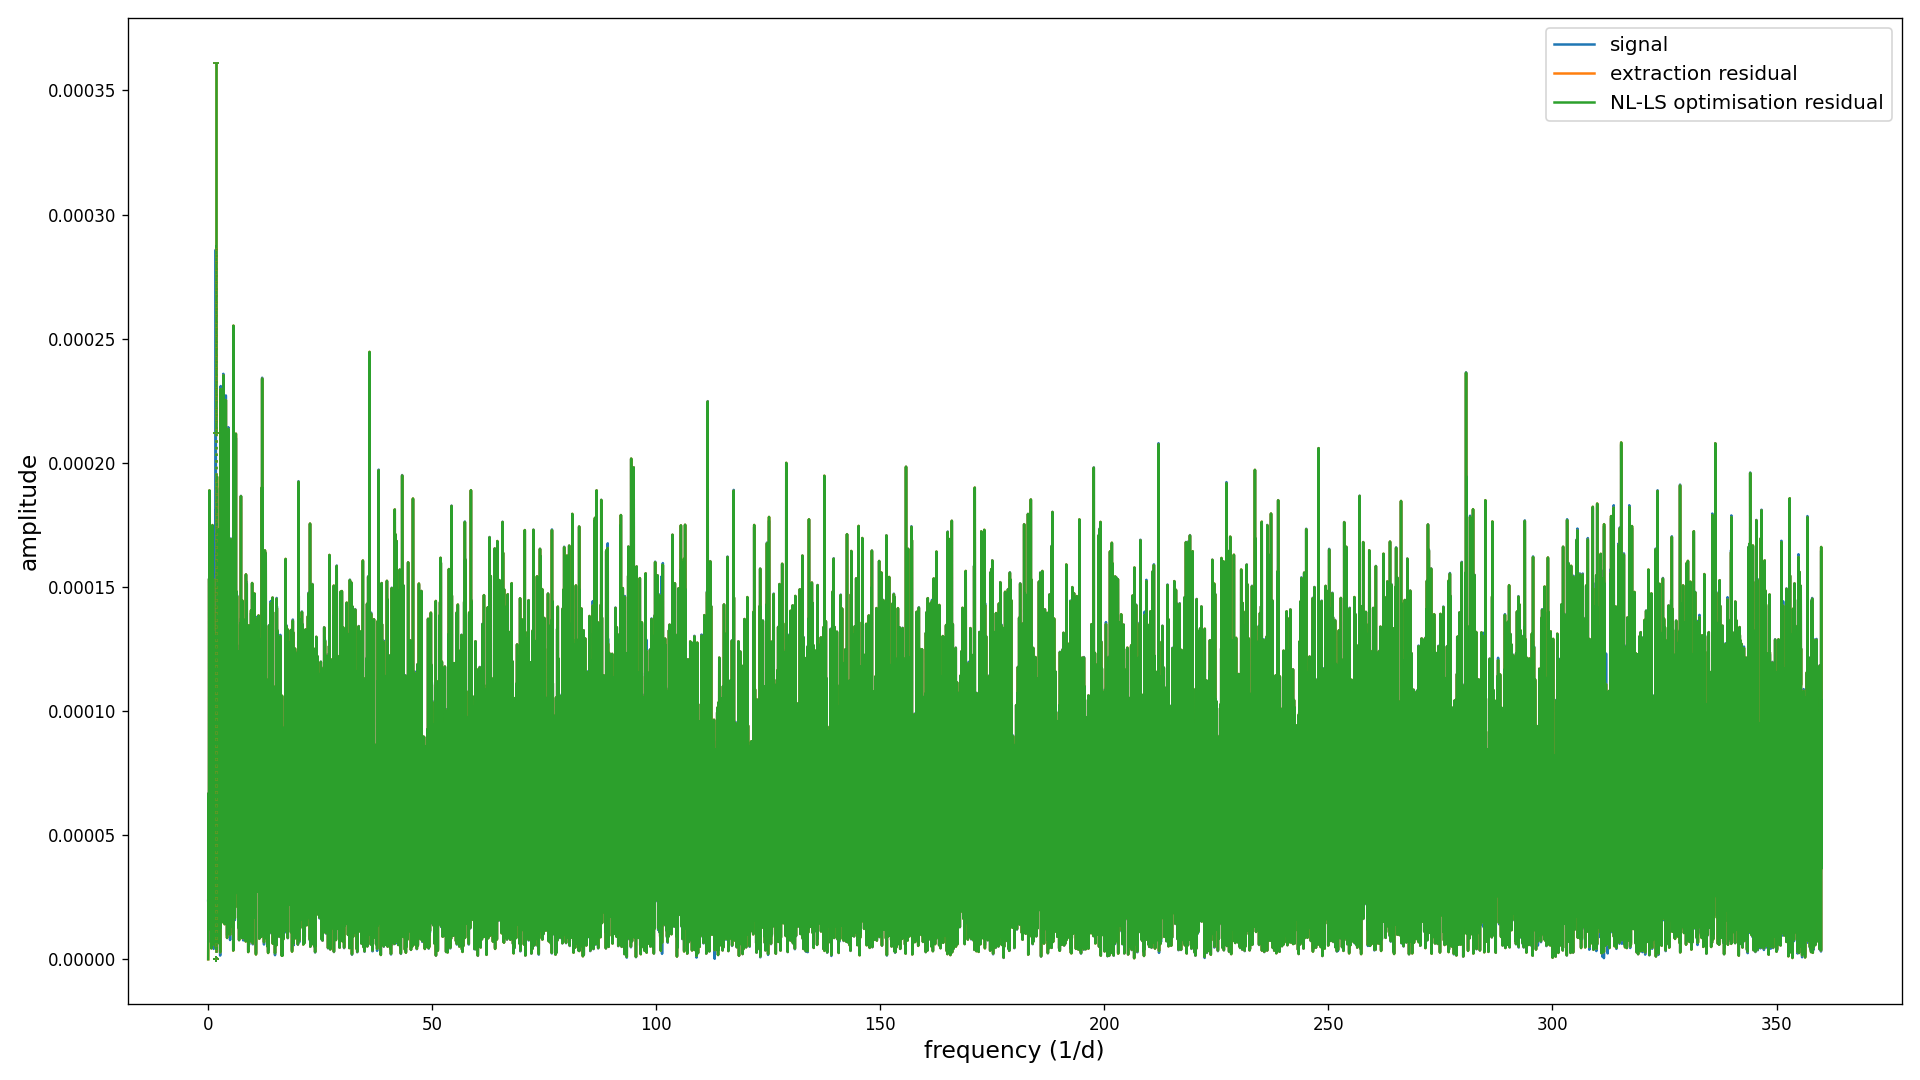 signal
extraction residual
NL-LS optimisation residual
amplitude
0.00035
0.00030
0.00025
0.00020
0.00015
0.00010
0.00005
0.00000
0 50 100 150 200 250 300 350
frequency (1/d)